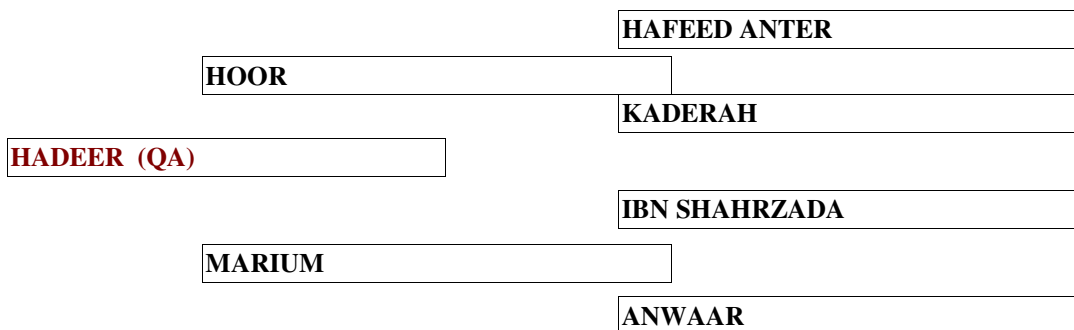 HAFEED ANTER
HOOR
KADERAH
HADEER (QA)
IBN SHAHRZADA
MARIUM
ANWAAR